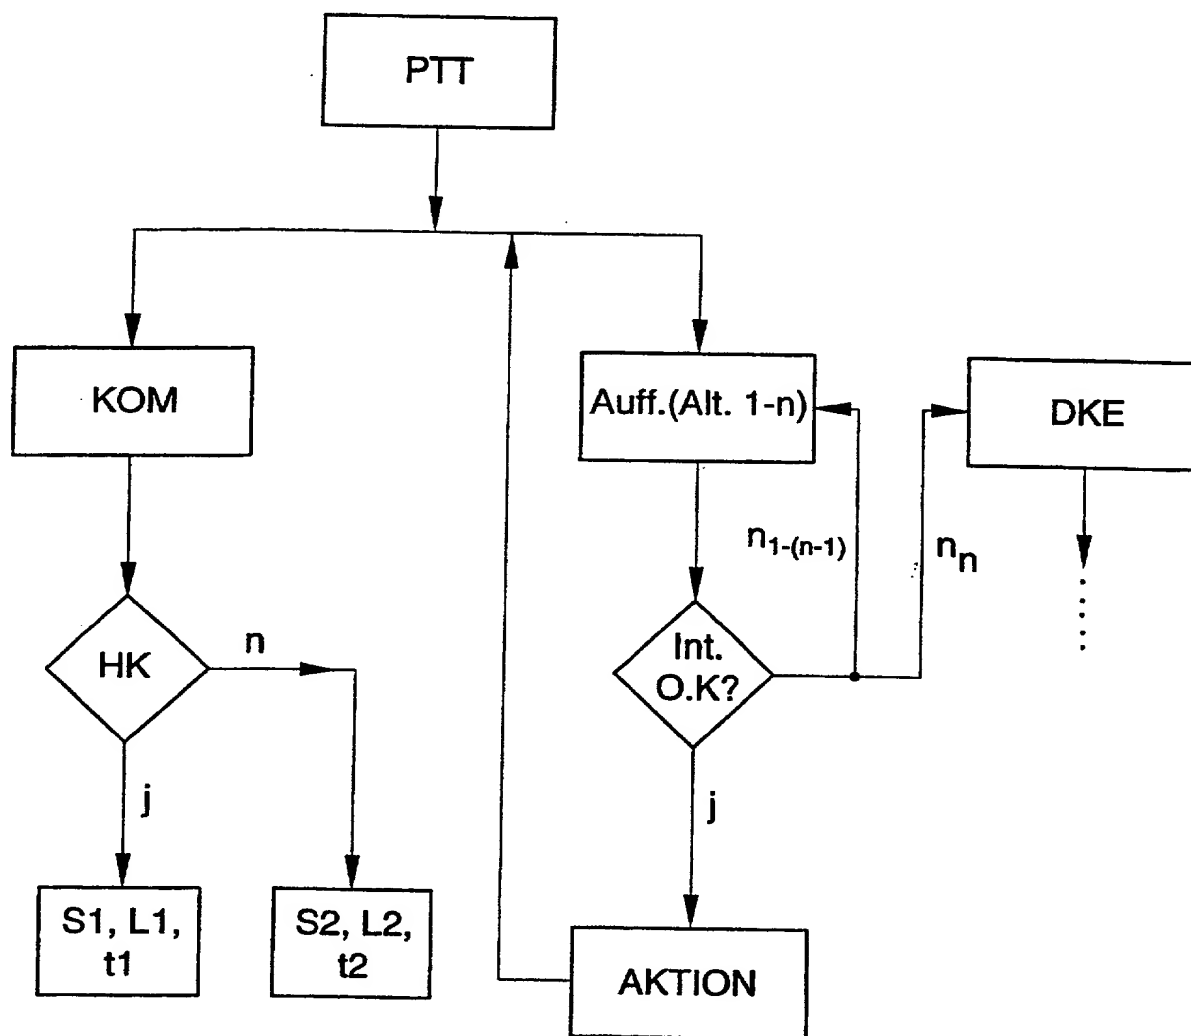 PTT
KOM
Auff.(Alt. 1-n)
DKE
n1-(n-1)
nn
HK
n
Int.
O.K?
j
j
S1, L1,
t1
S2, L2,
t2
AKTION